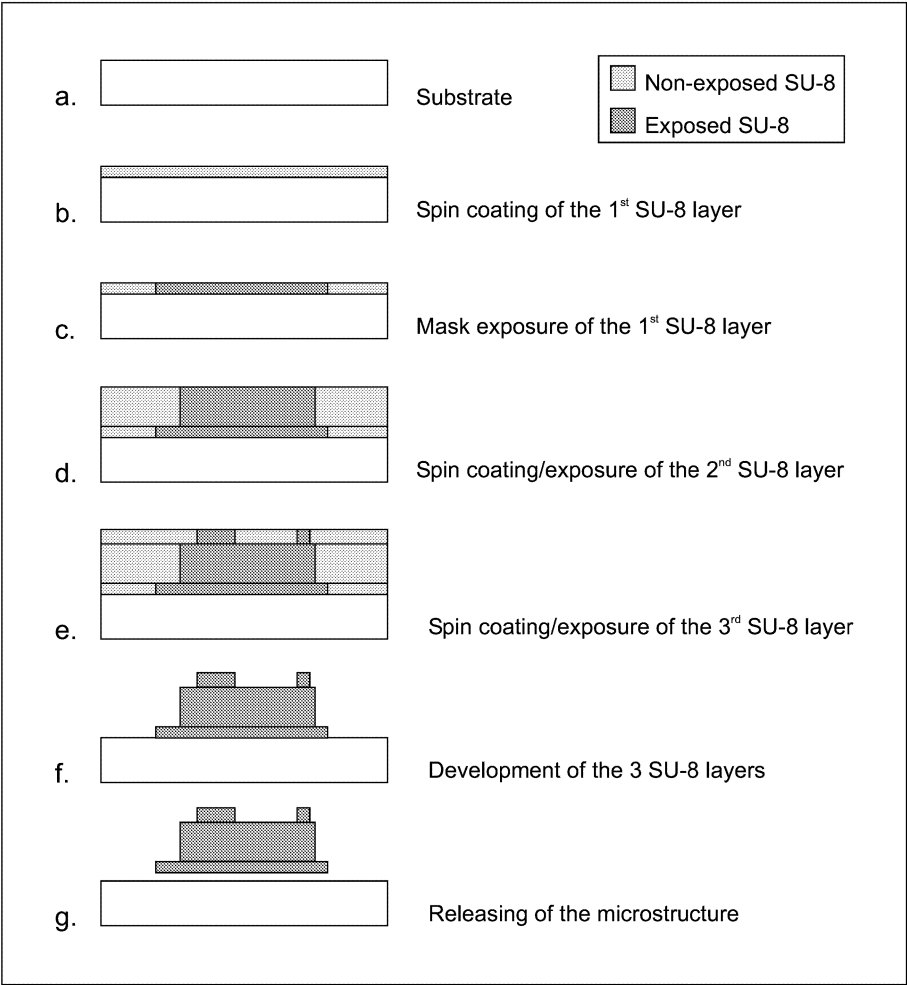 a. Substrate
Non-exposed SU-8
Exposed SU-8
b. Spin coating of the 1st SU-8 layer
c. Mask exposure of the 1st SU-8 layer
d. Spin coating/exposure of the 2nd SU-8 layer
e. Spin coating/exposure of the 3rd SU-8 layer
f. Development of the 3 SU-8 layers
g. Releasing of the microstructure